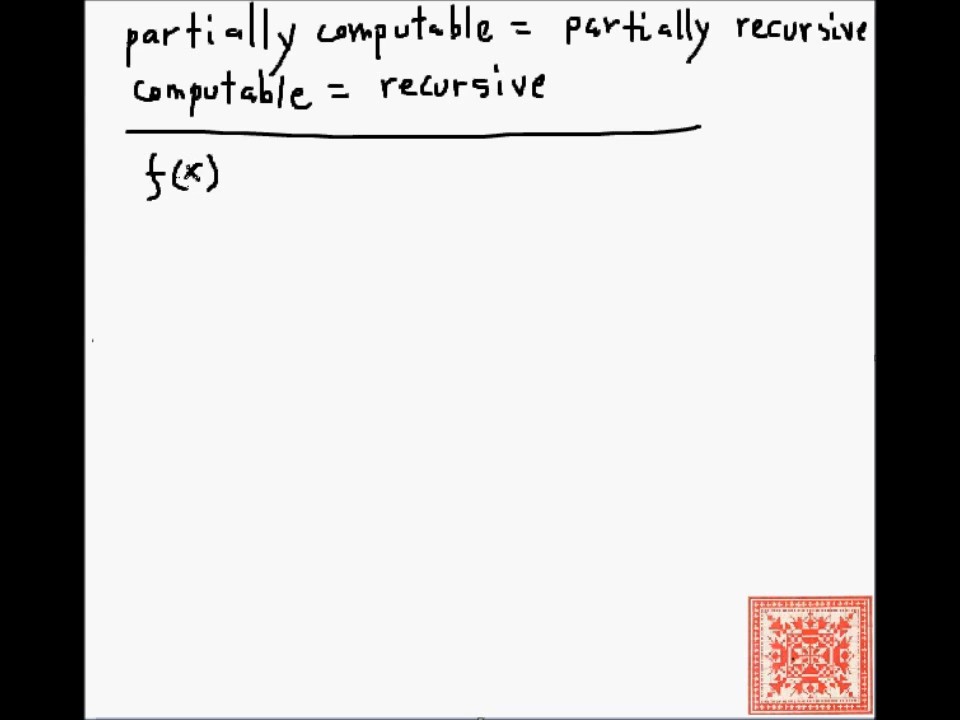 partially computable = partially recursive
computable = recursive
f(x)